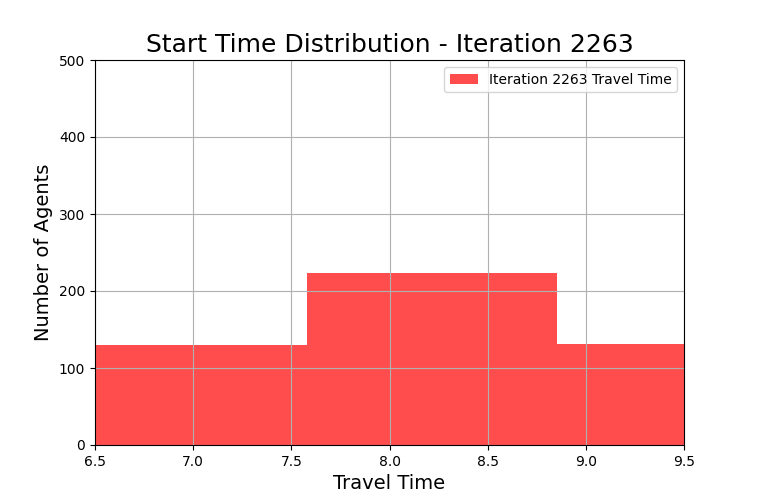 Start Time Distribution - Iteration 2263
Iteration 2263 Travel Time
Number of Agents
500
400
300
200
100
0
6.5 7.0 7.5 8.0 8.5 9.0 9.5
Travel Time